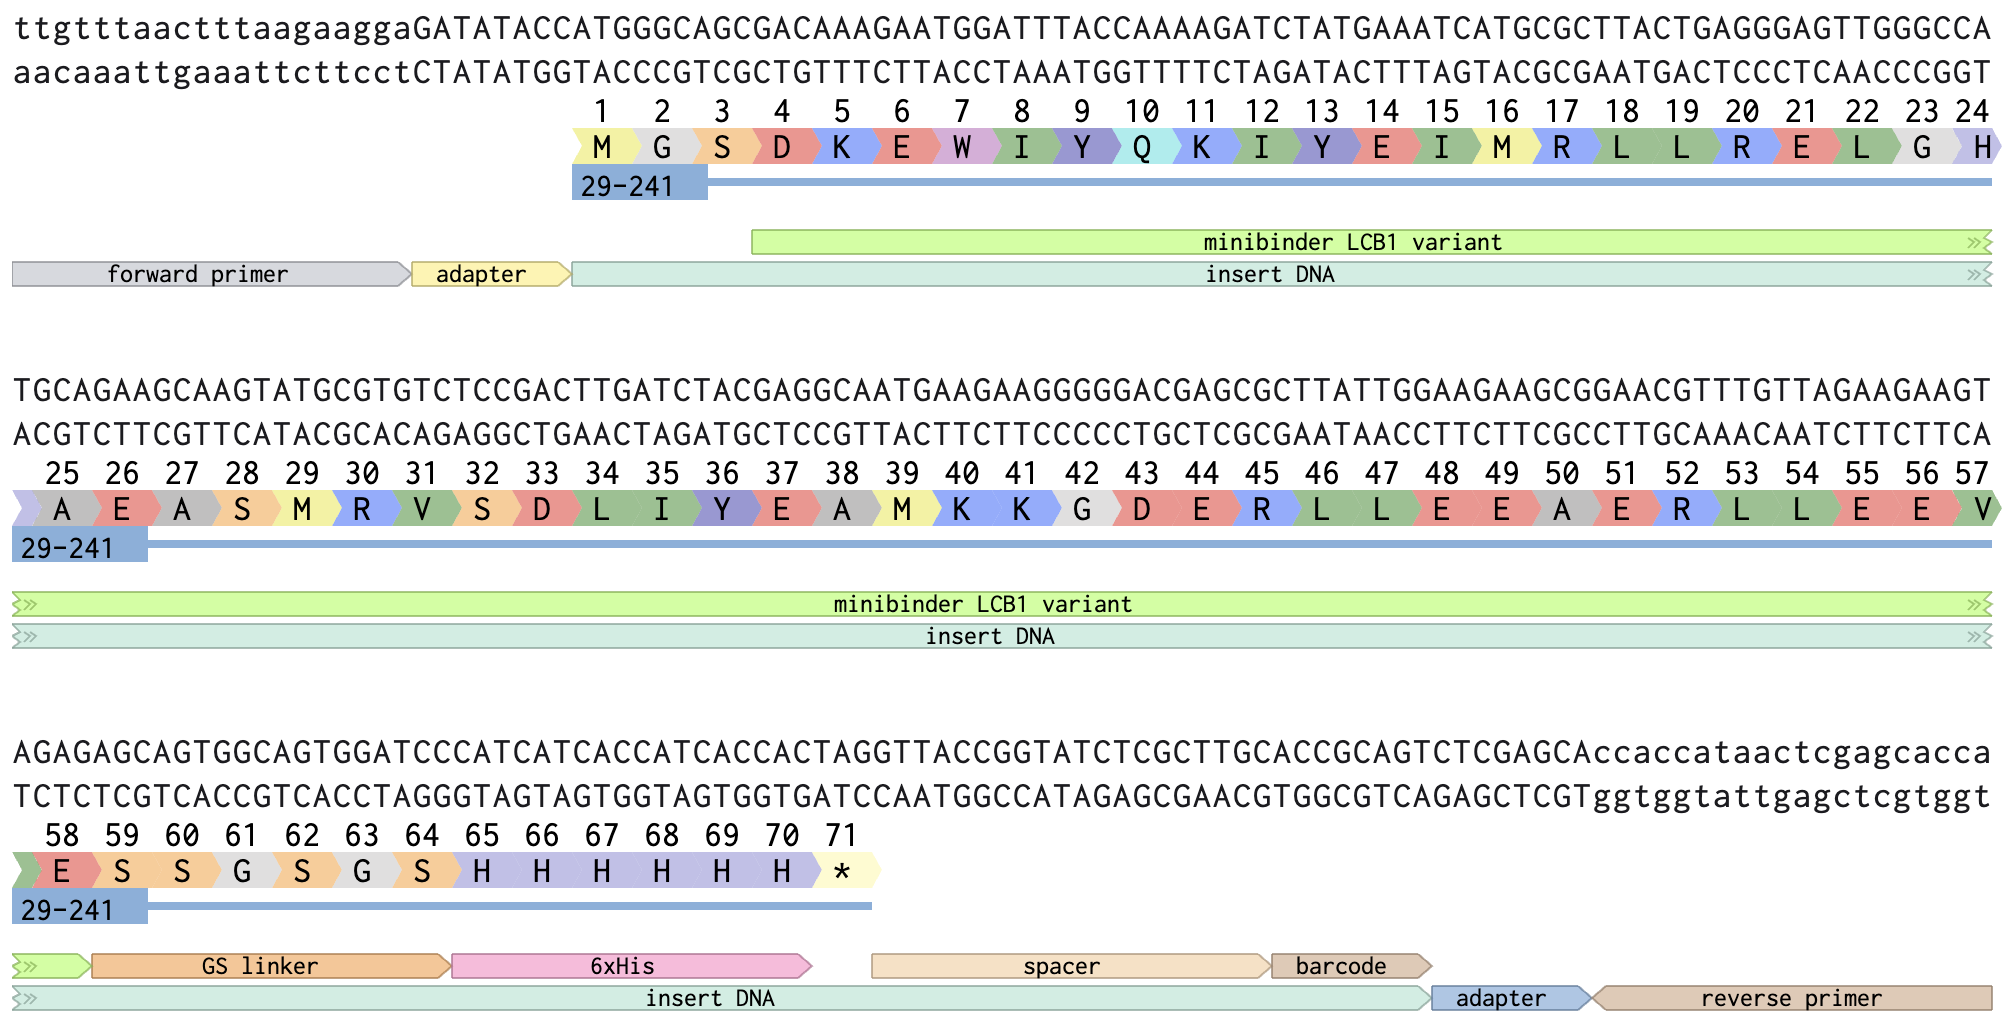 ttgtttaactttaagaaggaGATATACCATGGGCAGCGACAAAGAATGGATTTACCAAAAGATCTATGAAATCATGCGCTTACTGAGGGAGTTGGGCCA
aacaaattgaaattcttcctCTATATGGTACCCGTCGCTGTTTCTTACCTAAATGGTTTTCTAGATACTTTAGTACGCGAATGACTCCCTCAACCCGGT
1 2 3 4 5 6 7 8 9 10 11 12 13 14 15 16 17 18 19 20 21 22 23 24
M G S D K E W I Y Q K I Y E I M R L L R E L G H
29-241
minibinder LCB1 variant
forward primer adapter insert DNA
TGCAGAAGCAAGTATGCGTGTCTCCGACTTGATCTACGAGGCAATGAAGAAGGGGGACGAGCGCTTATTGGAAGAAGCGGAACGTTTGTTAGAAGAAGT
ACGTCTTCGTTCATACGCACAGAGGCTGAACTAGATGCTCCGTTACTTCTTCCCCCTGCTCGCGAATAACCTTCTTCGCCTTGCAAACAATCTTCTTCA
25 26 27 28 29 30 31 32 33 34 35 36 37 38 39 40 41 42 43 44 45 46 47 48 49 50 51 52 53 54 55 56 57
A E A S M R V S D L I Y E A M K K G D E R L L E E A E R L L E E V
29-241
minibinder LCB1 variant
insert DNA
AGAGAGCAGTGGCAGTGGATCCCATCATCACCATCACCACTAGGTTACCGGTATCTCGCTTGCACCGCAGTCTCGAGCAccaccataactcgagcacca
TCTCTCGTCACCGTCACCTAGGGTAGTAGTGGTAGTGGTGATCCAATGGCCATAGAGCGAACGTGGCGTCAGAGCTCGTggtggtattgagctcgtggt
58 59 60 61 62 63 64 65 66 67 68 69 70 71
E S S G S G S H H H H H H *
29-241
GS linker 6xHis spacer barcode
insert DNA adapter reverse primer